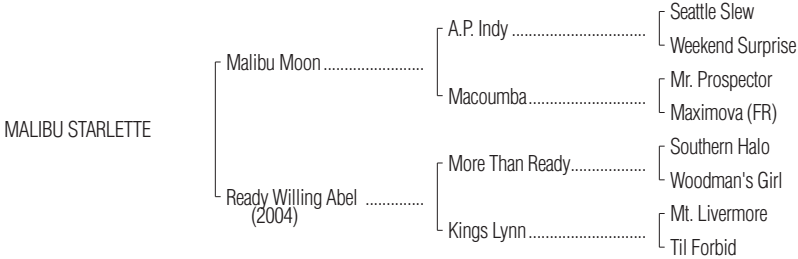 Seattle Slew
A.P. Indy ..............................
Weekend Surprise
Malibu Moon .......................
Mr. Prospector
Macoumba ..........................
Maximova (FR)
MALIBU STARLETTE
Southern Halo
More Than Ready .................
Woodman's Girl
Ready Willing Abel .............
(2004)
Mt. Livermore
Kings Lynn ..........................
Til Forbid